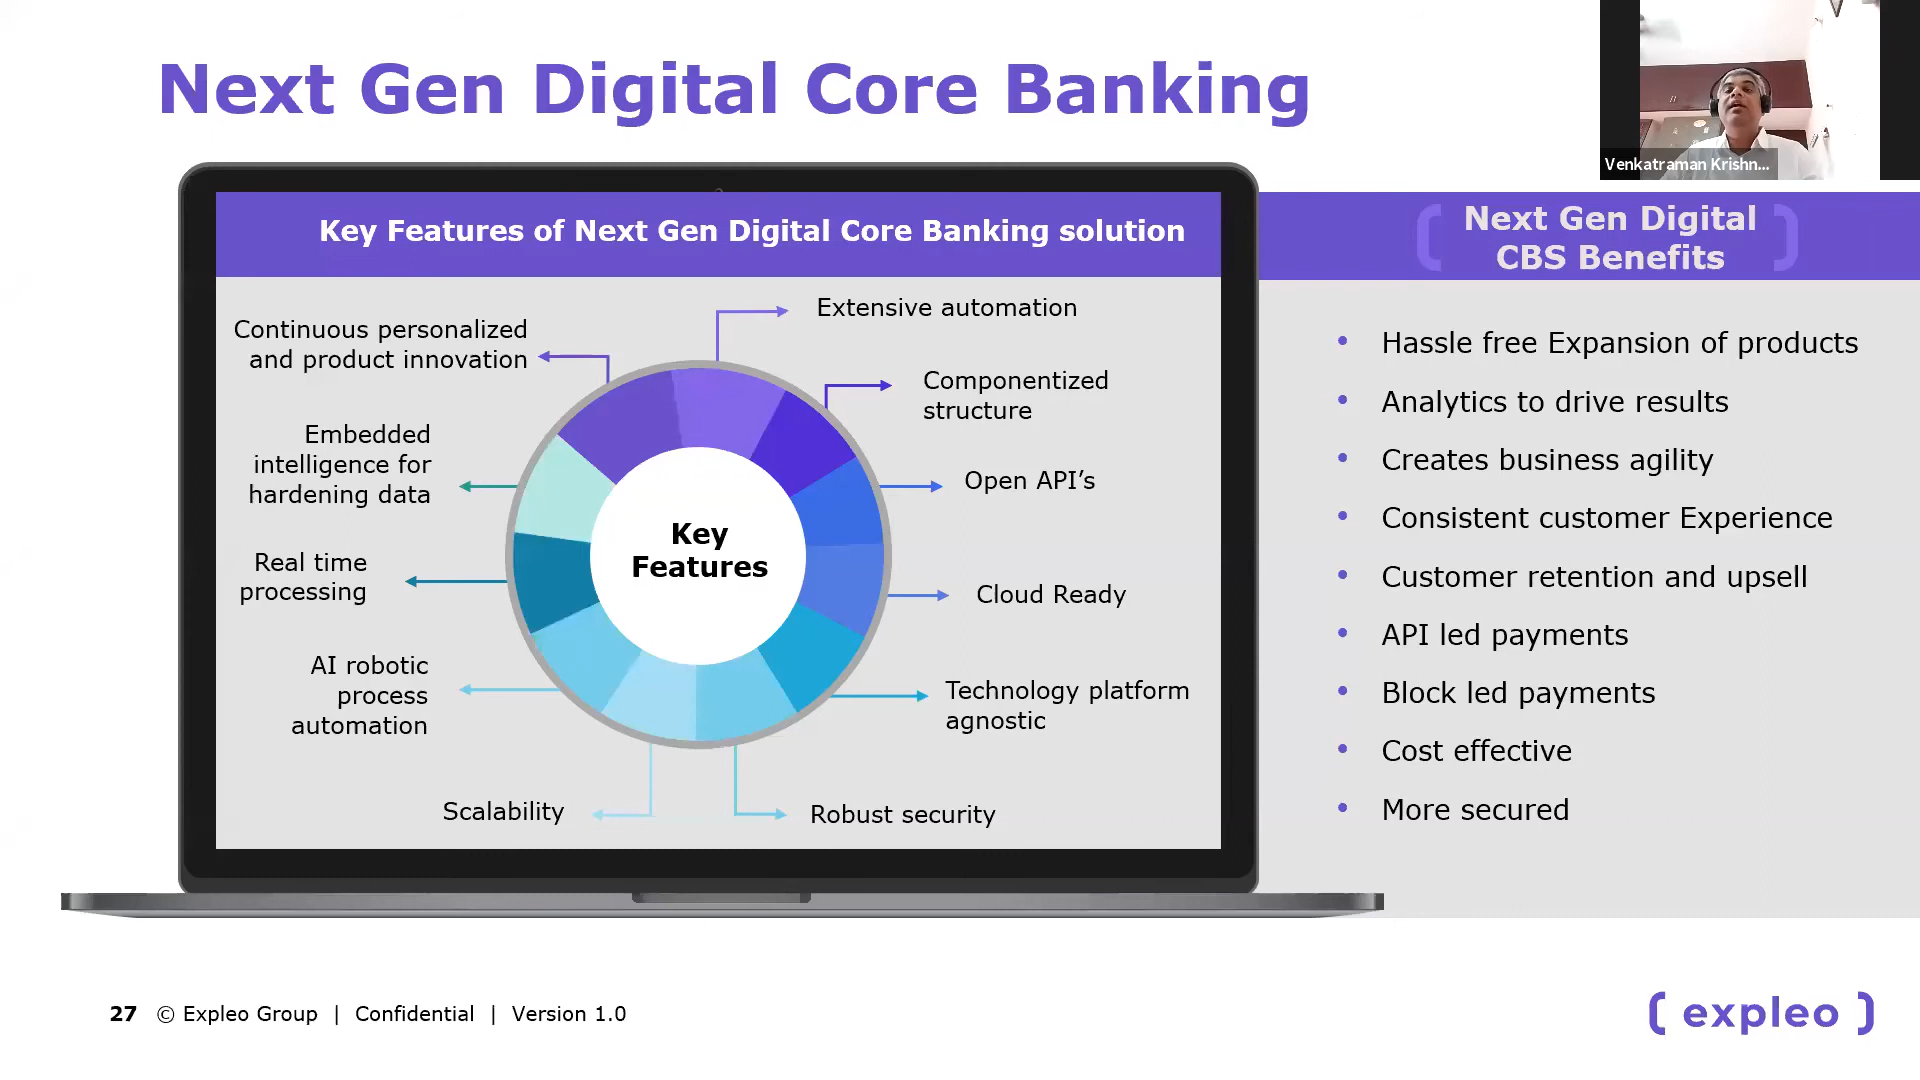 Next Gen Digital Core Banking
Venkatraman Krishn...
Key Features of Next Gen Digital Core Banking solution
Next Gen Digital
CBS Benefits
Extensive automation
Continuous personalized
and product innovation
Componentized
structure
Embedded
intelligence for
hardening data
Open API’s
Key
Features
Real time
processing
Cloud Ready
AI robotic
process
automation
Technology platform
agnostic
Scalability
Robust security
• Hassle free Expansion of products
• Analytics to drive results
• Creates business agility
• Consistent customer Experience
• Customer retention and upsell
• API led payments
• Block led payments
• Cost effective
• More secured
27 © Expleo Group | Confidential | Version 1.0
( expleo )